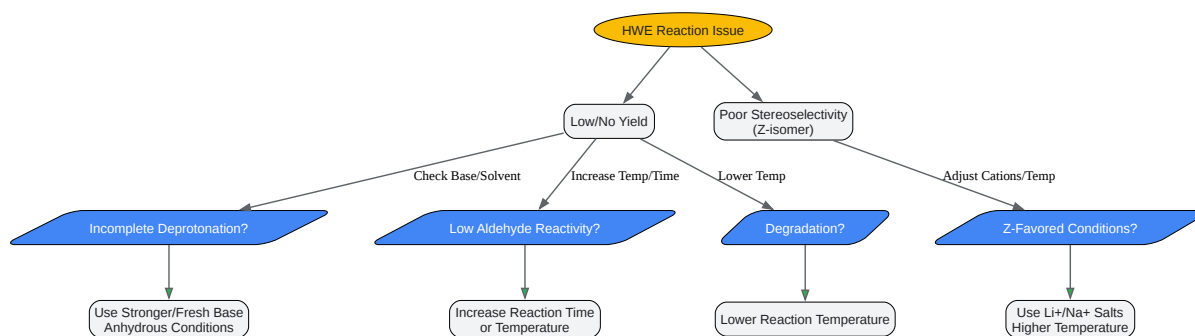 HWE Reaction Issue
Low/No Yield
Poor Stereoselectivity
(Z-isomer)
Check Base/Solvent
Increase Temp/Time
Lower Temp
Adjust Cations/Temp
Incomplete Deprotonation?
Low Aldehyde Reactivity?
Degradation?
Z-Favored Conditions?
Use Stronger/Fresh Base
Anhydrous Conditions
Increase Reaction Time
or Temperature
Lower Reaction Temperature
Use Li+/Na+ Salts
Higher Temperature